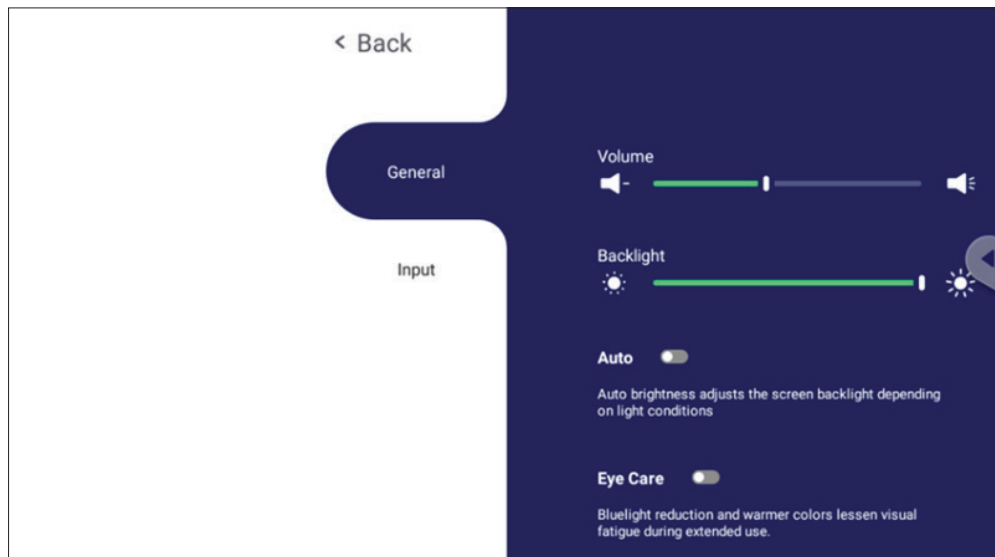 < Back
General
Input
Volume
Backlight
Auto
Auto brightness adjusts the screen backlight depending
on light conditions
Eye Care
Bluelight reduction and warmer colors lessen visual
fatigue during extended use.